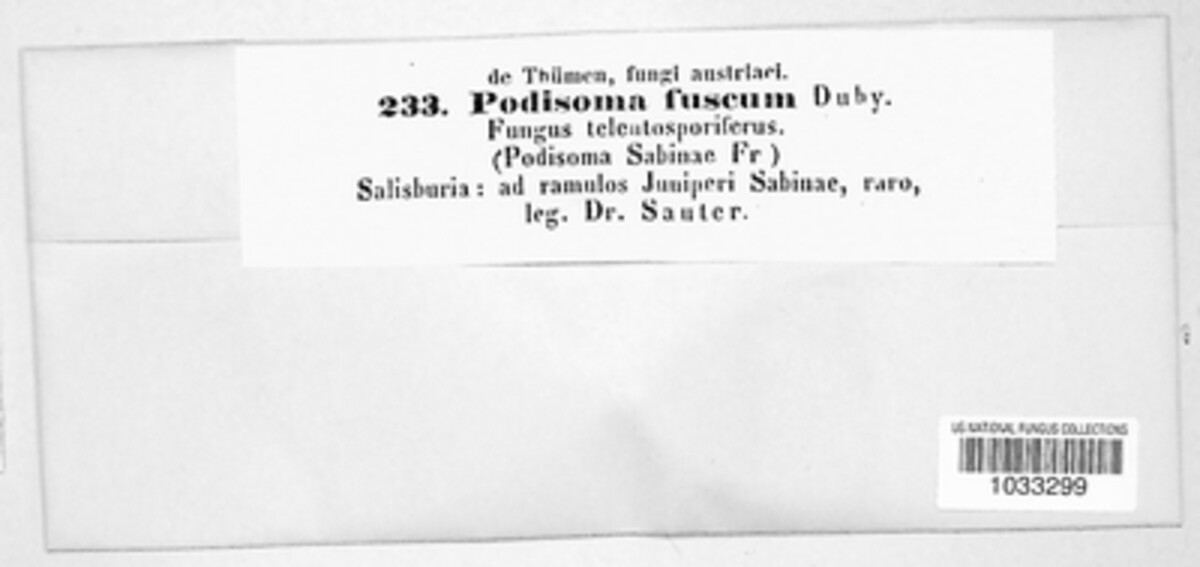 de Thümen, fungi austriaci.
233. Podisoma fuscum Duby.
Fungus teleutosporiferus.
(Podisoma Sabinae Fr)
Salisburia: ad ramulos Juniperi Sabinae, raro,
leg. Dr. Sauter.
US NATIONAL FUNGUS COLLECTIONS
1033299